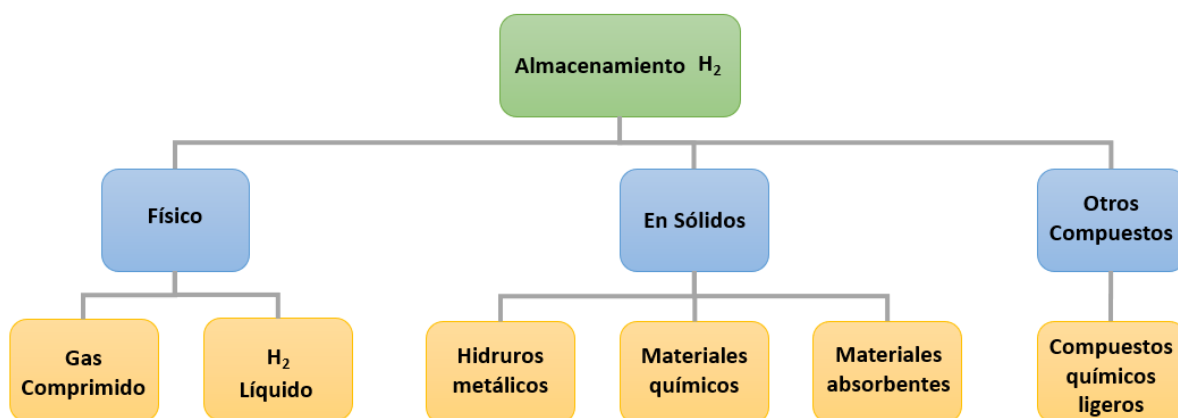 Almacenamiento H₂
Físico
En Sólidos
Otros
Compuestos
Gas
Comprimido
H₂
Líquido
Hidruros
metálicos
Materiales
químicos
Materiales
absorbentes
Compuestos
químicos
ligeros